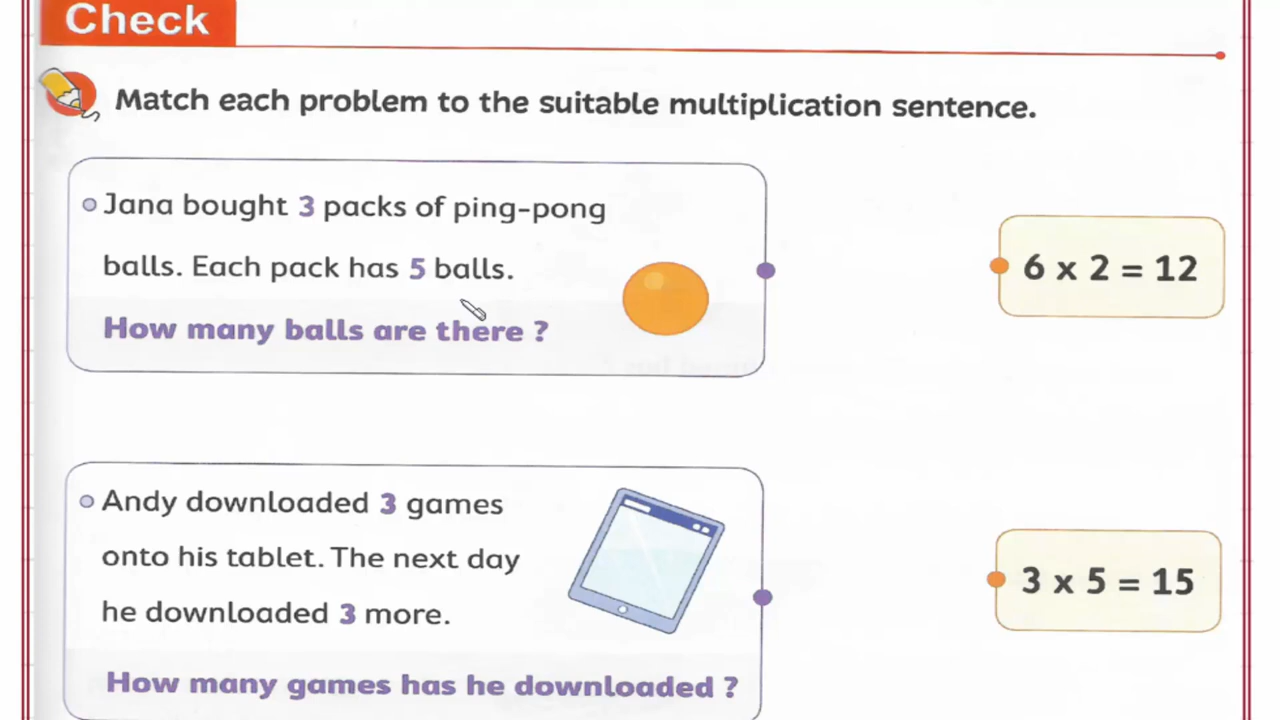 Check
Match each problem to the suitable multiplication sentence.
Jana bought 3 packs of ping-pong
balls. Each pack has 5 balls.
How many balls are there ?
6 x 2 = 12
Andy downloaded 3 games
onto his tablet. The next day
he downloaded 3 more.
How many games has he downloaded ?
3 x 5 = 15